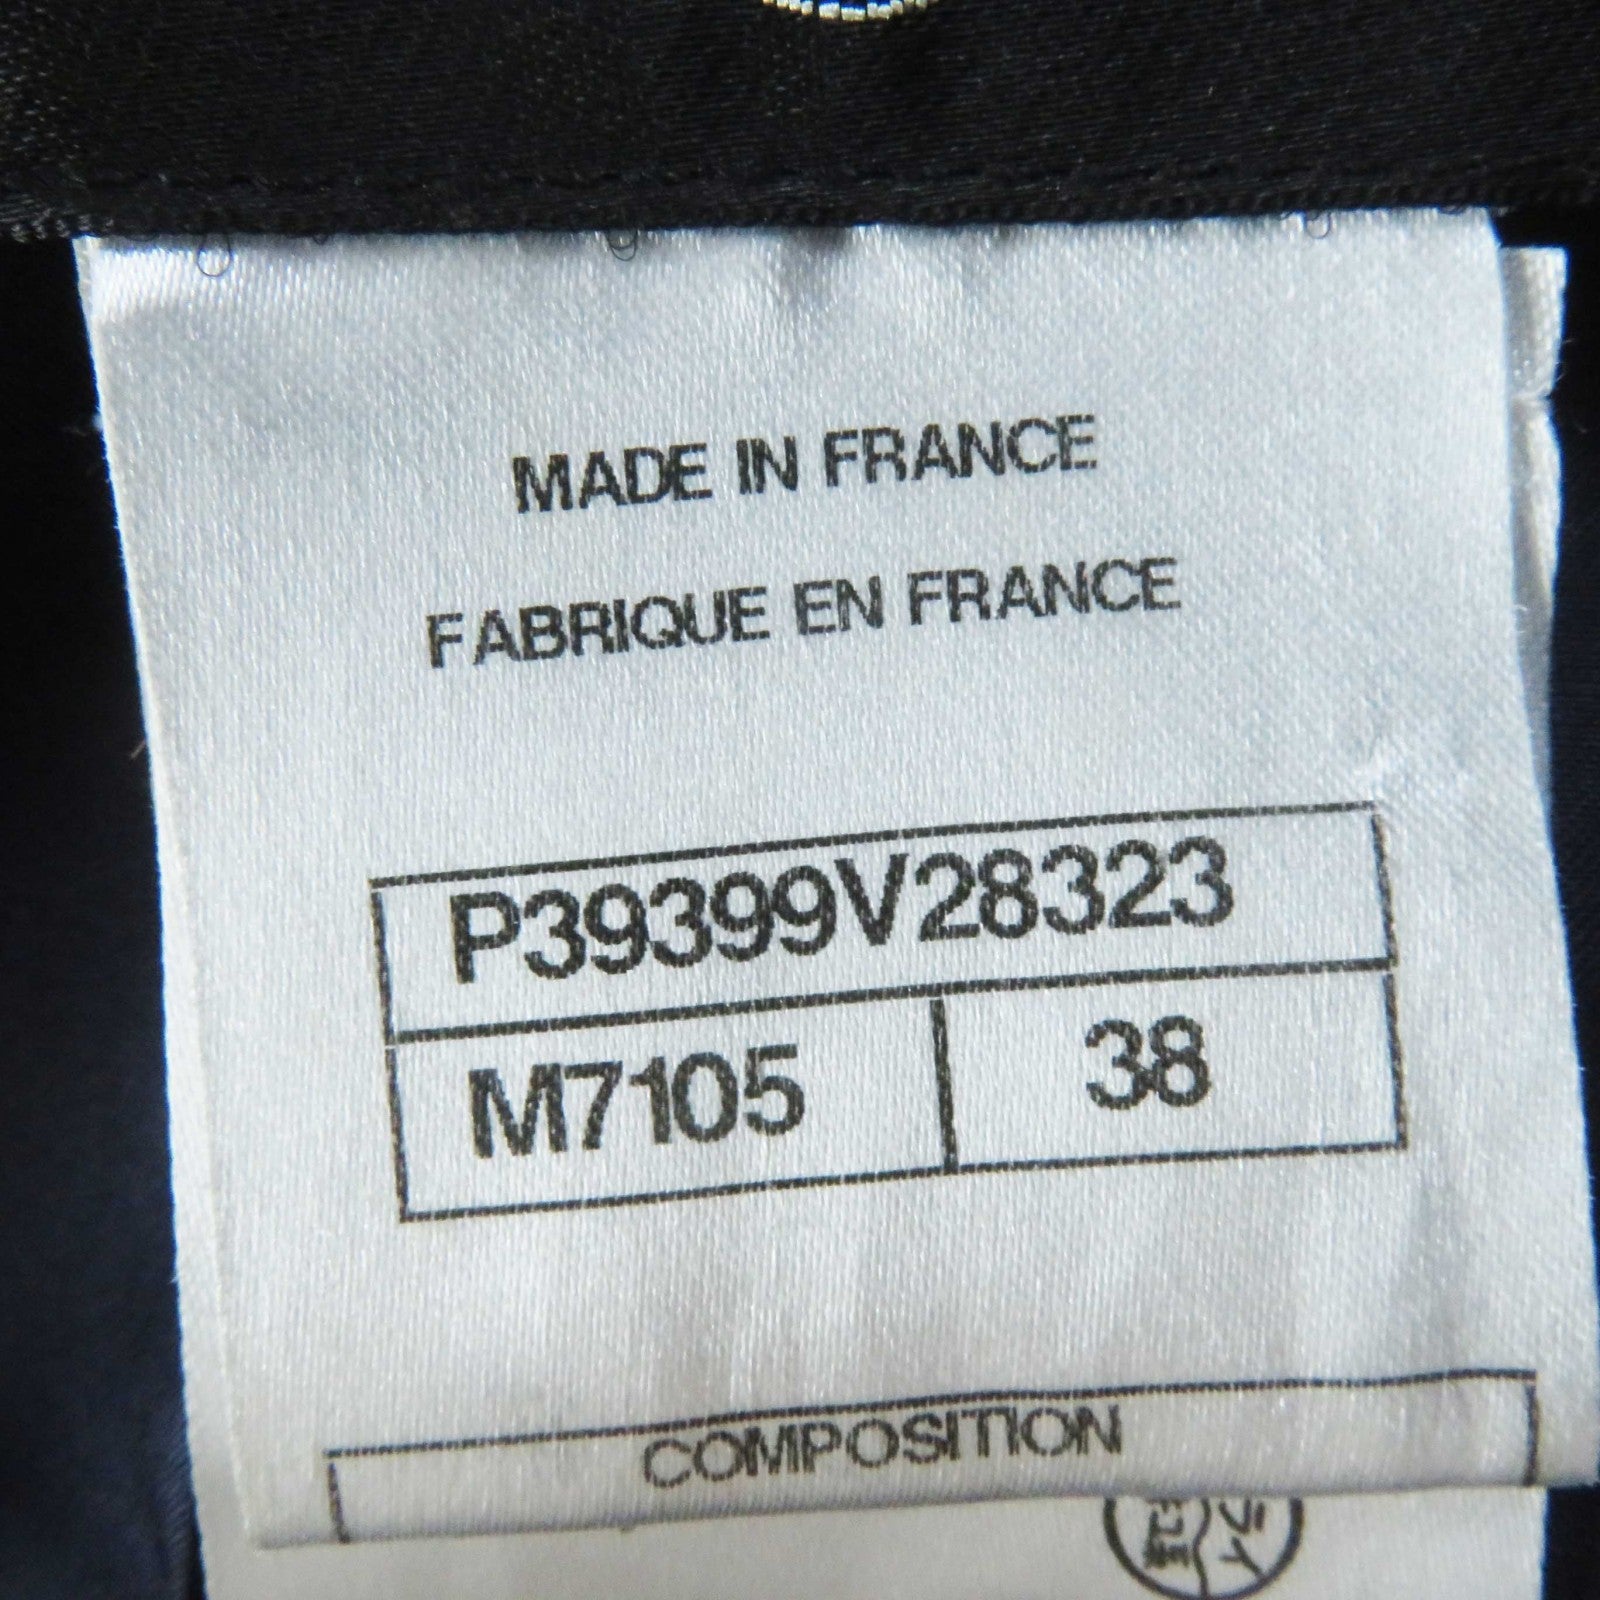 MADE IN FRANCE
FABRIQUE EN FRANCE
P39399V28323
M7105 38
COMPOSITION